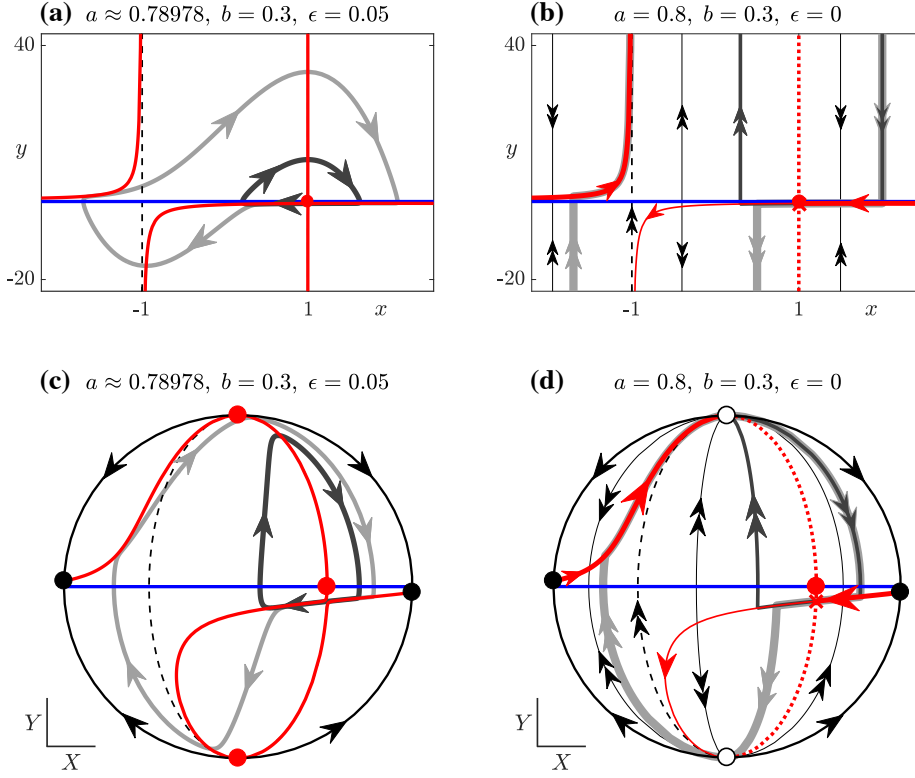 (a) a ≈ 0.78978, b = 0.3, ϵ = 0.05
(b) a = 0.8, b = 0.3, ϵ = 0
40
y
-20
-1
1
x
40
y
-20
-1
1
x
(c) a ≈ 0.78978, b = 0.3, ϵ = 0.05
(d) a = 0.8, b = 0.3, ϵ = 0
Y
X
Y
X